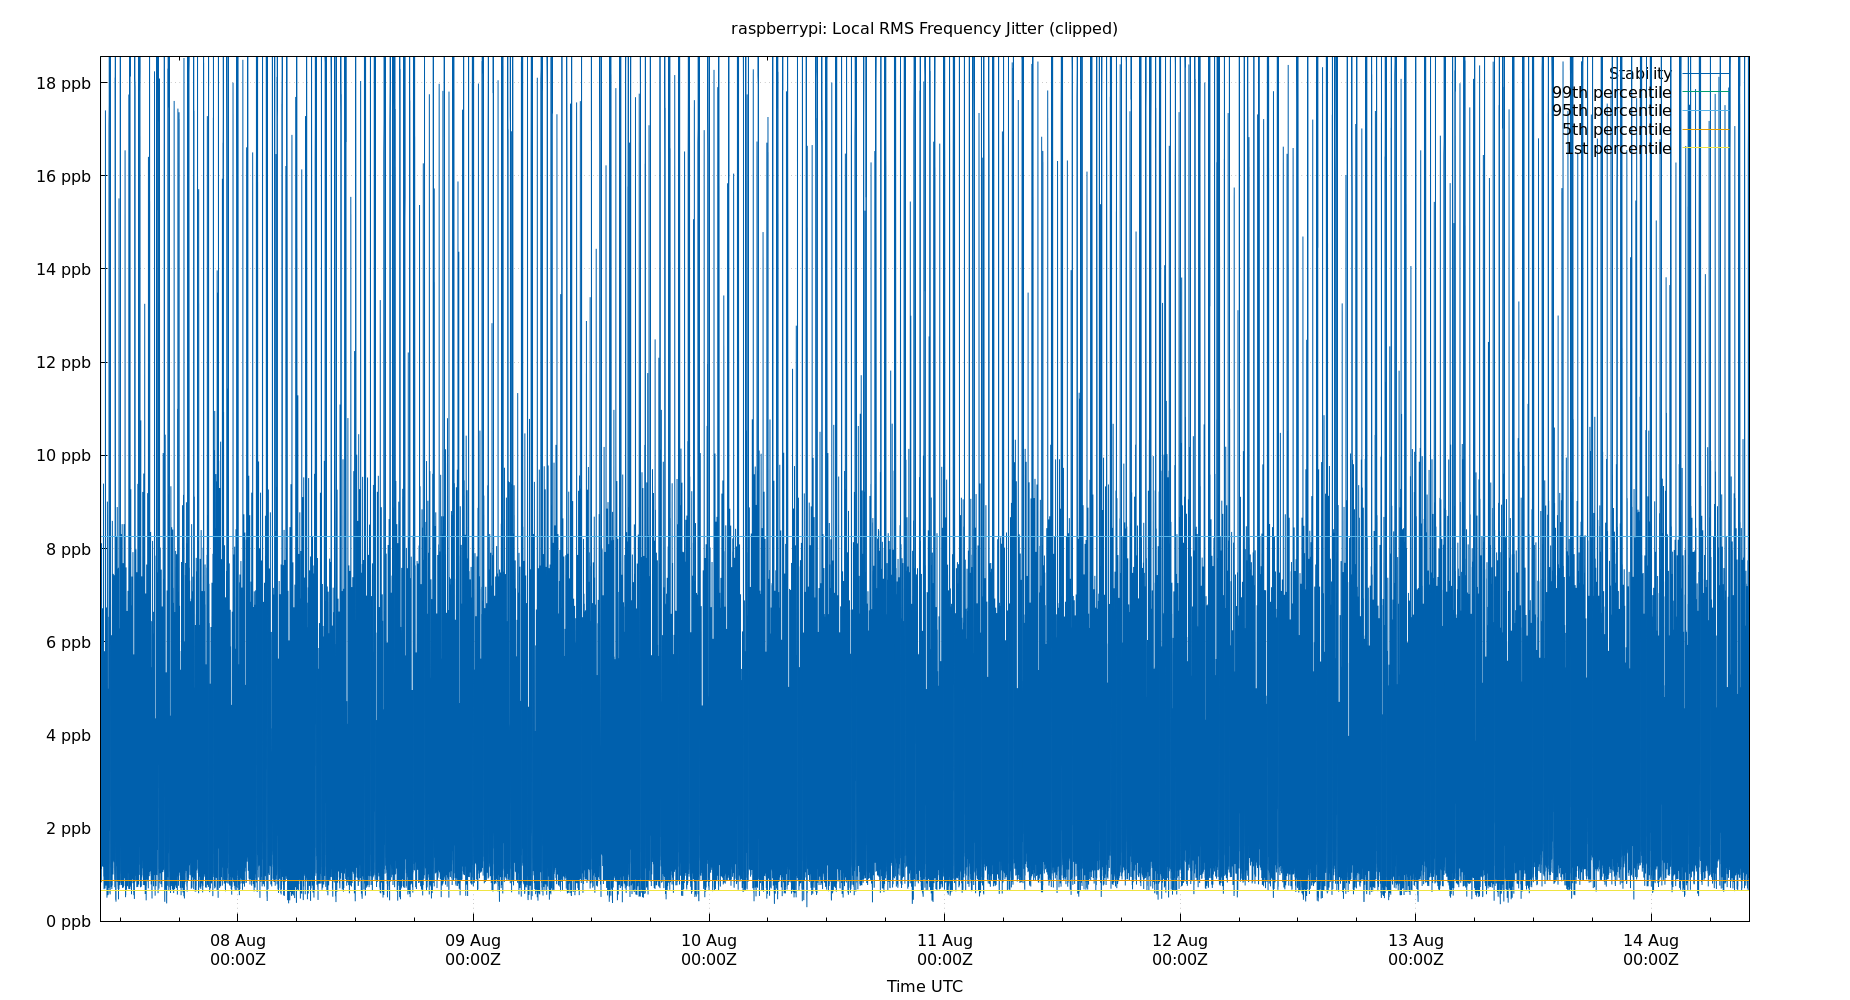 raspberrypi: Local RMS Frequency Jitter (clipped)
18 ppb
16 ppb
14 ppb
12 ppb
10 ppb
8 ppb
6 ppb
4 ppb
2 ppb
0 ppb
Stability
99th percentile
95th percentile
5th percentile
1st percentile
08 Aug 09 Aug 10 Aug 11 Aug 12 Aug 13 Aug 14 Aug
00:00Z 00:00Z 00:00Z 00:00Z 00:00Z 00:00Z 00:00Z
Time UTC